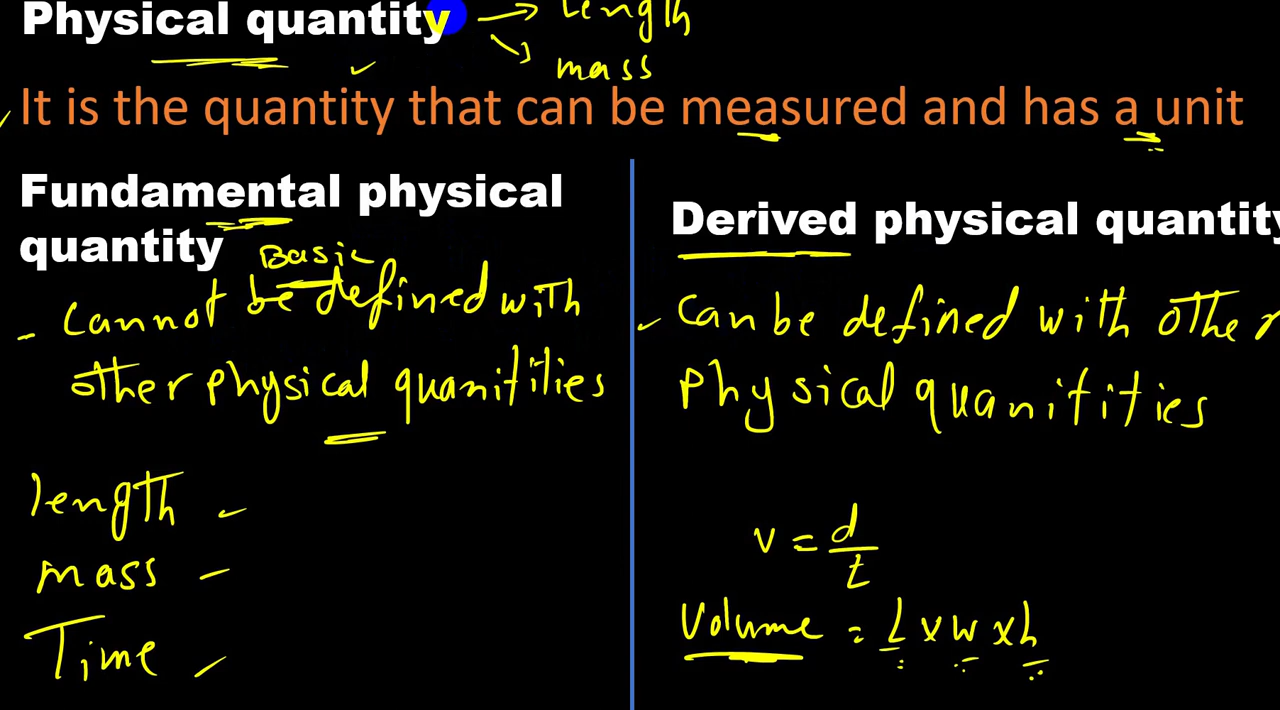 Physical quantity → length
→ mass
It is the quantity that can be measured and has a unit
Fundamental physical
quantity
Basic
- cannot be defined with
other physical quanitities
length -
mass -
Time -
Derived physical quantity
- Can be defined with other
Physical quanitities
v = d/t
Volume = L x w x h